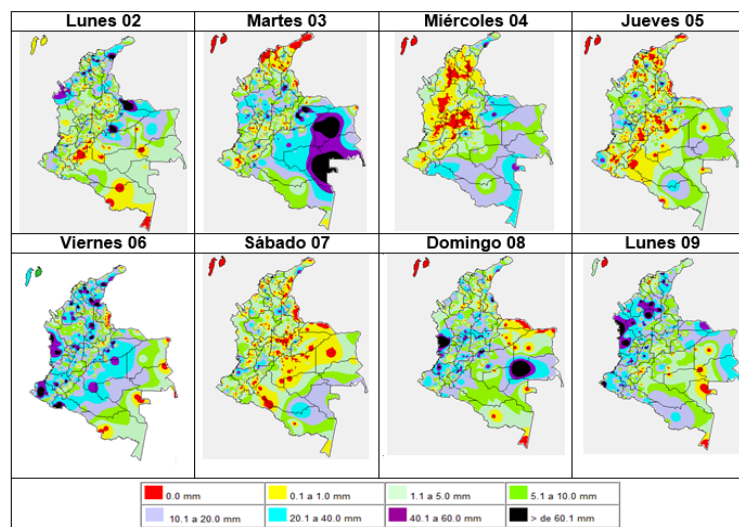 Lunes 02 Martes 03 Miércoles 04 Jueves 05
Viernes 06 Sábado 07 Domingo 08 Lunes 09
0.0 mm 0.1 a 1.0 mm 1.1 a 5.0 mm 5.1 a 10.0 mm
10.1 a 20.0 mm 20.1 a 40.0 mm 40.1 a 60.0 mm > de 60.1 mm